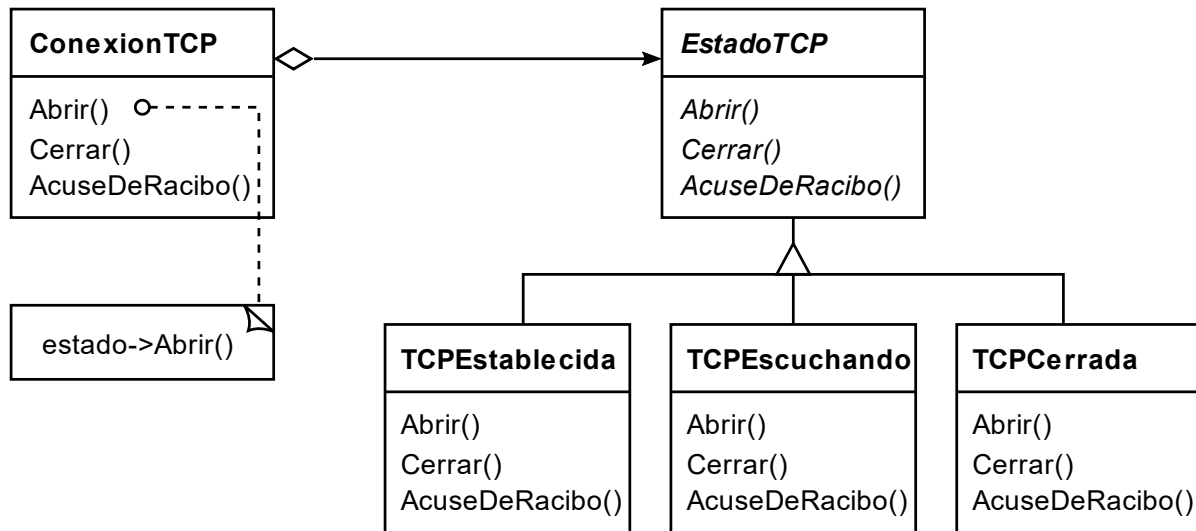 ConexionTCP
Abrir()
Cerrar()
AcuseDeRacibo()
estado->Abrir()
EstadoTCP
Abrir()
Cerrar()
AcuseDeRacibo()
TCPEstablecida
Abrir()
Cerrar()
AcuseDeRacibo()
TCPEscuchando
Abrir()
Cerrar()
AcuseDeRacibo()
TCPCerrada
Abrir()
Cerrar()
AcuseDeRacibo()